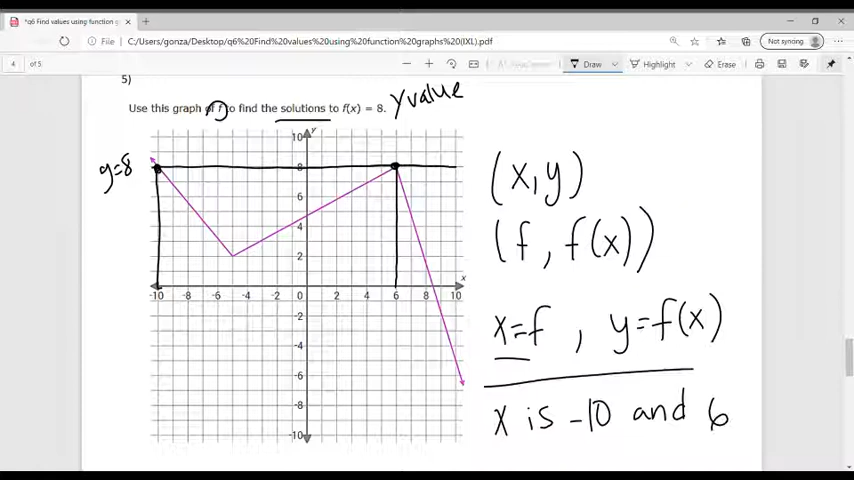 *q6 Find values using function g
File
C:/Users/gonza/Desktop/q6%20Find%20values%20using%20function%20graphs%20(IXL).pdf
Not syncing
4 of 5
Draw
Highlight
Erase
5)
Use this graph of f to find the solutions to f(x) = 8.
y value
y=8
y
10
8
6
4
2
x
-10 -8 -6 -4 -2 0 2 4 6 8 10
-2
-4
-6
-8
-10
(x,y)
(f, f(x))
x=f , y=f(x)
x is -10 and 6